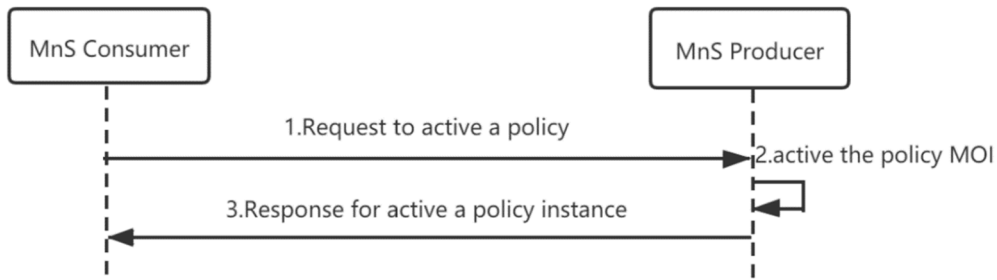 MnS Consumer
MnS Producer
1.Request to active a policy
2.active the policy MOI
3.Response for active a policy instance